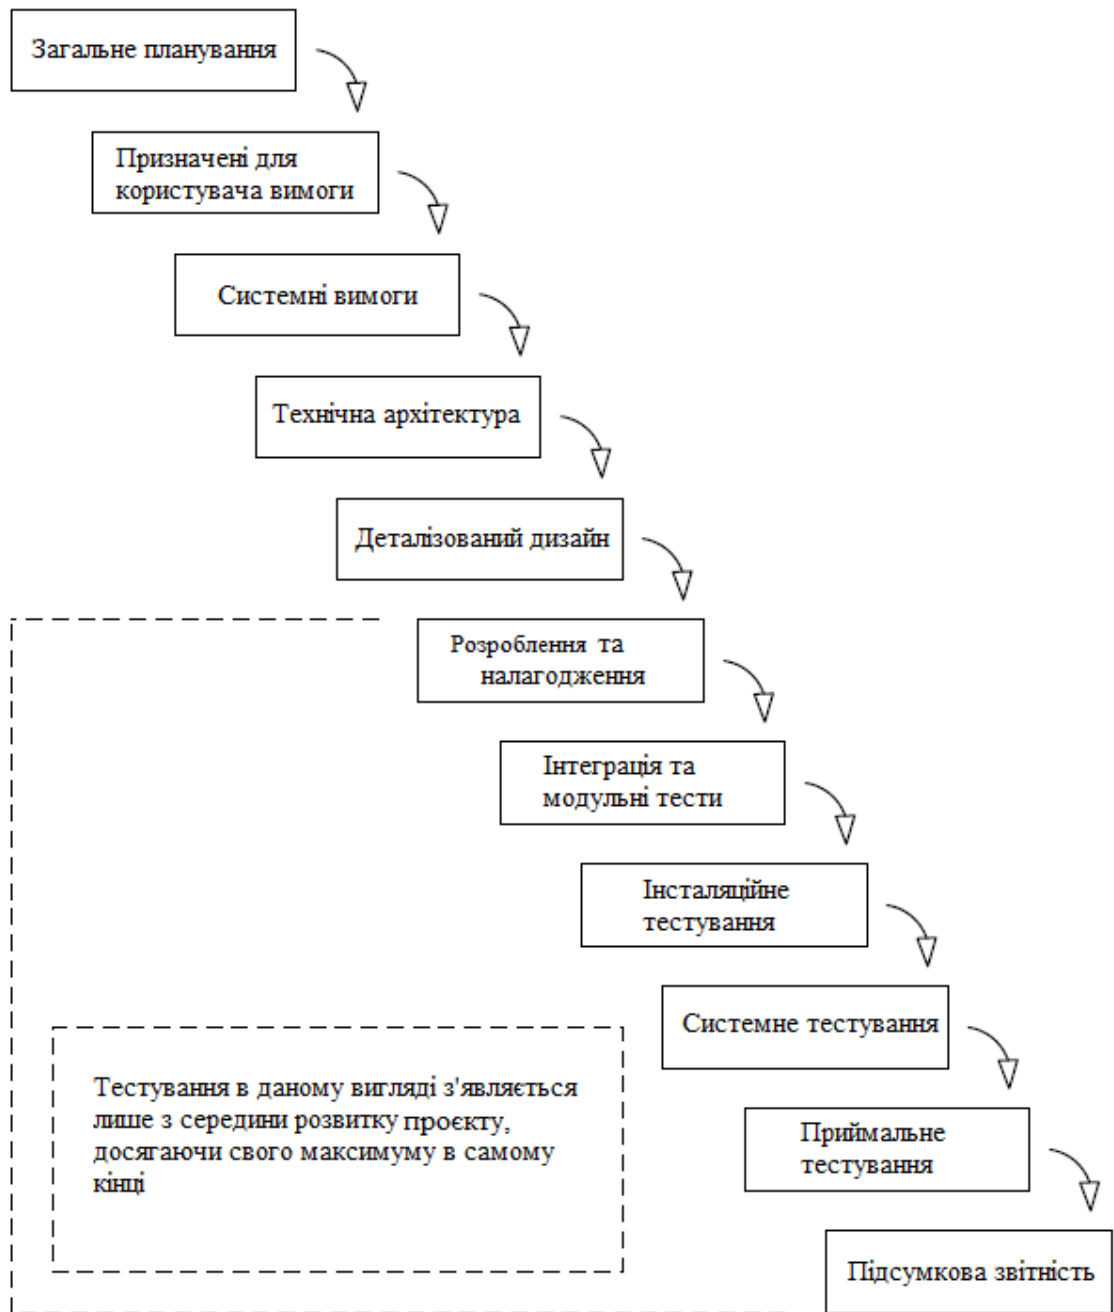 Загальне планування
Призначені для
користувача вимоги
Системні вимоги
Технічна архітектура
Деталізований дизайн
Розроблення та
налагодження
Інтеграція та
модульні тести
Інсталяційне
тестування
Системне тестування
Тестування в даному вигляді з'являється
лише з середини розвитку проєкту,
досягаючи свого максимуму в самому
кінці
Приймальне
тестування
Підсумкова звітність